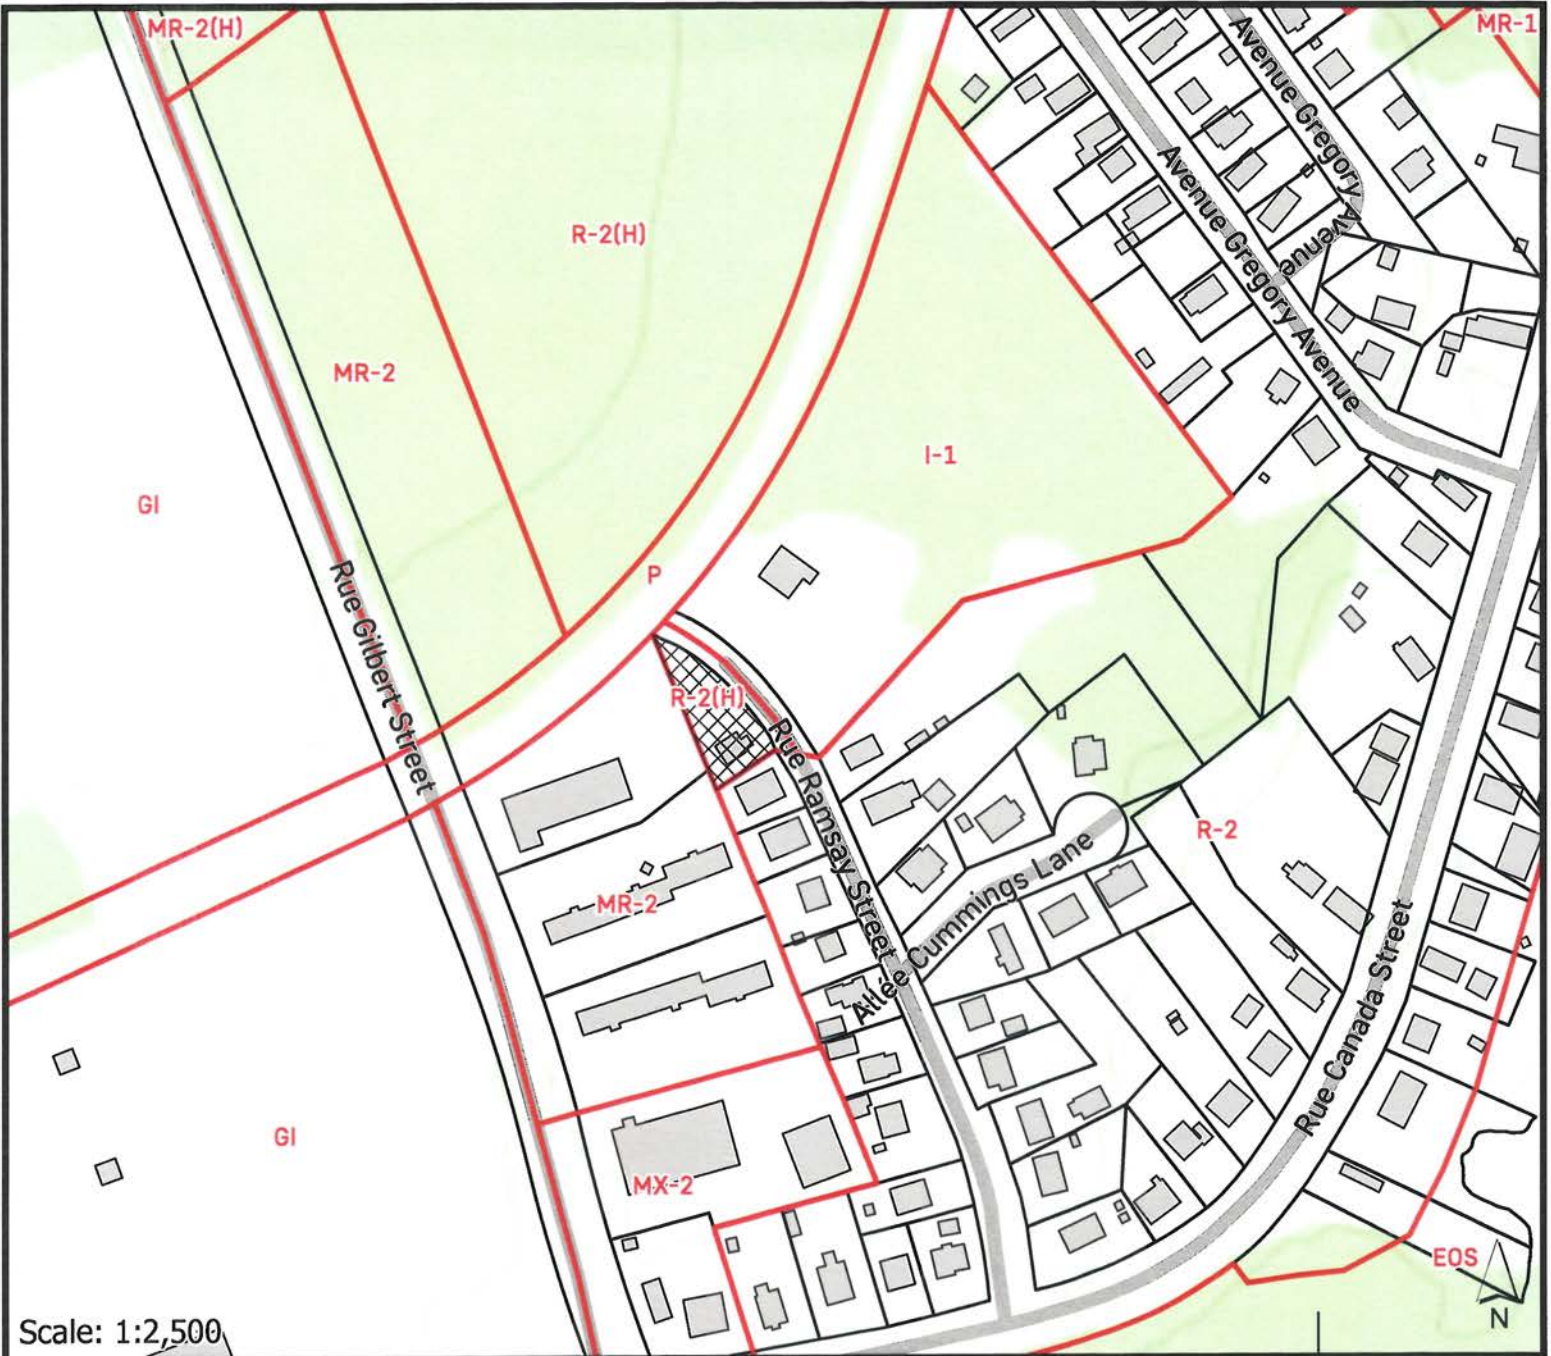 MR-2(H)
MR-1
Avenue Gregory Avenue
Avenue Gregory Avenue Gregory Avenue
R-2(H)
MR-2
I-1
GI
P
Rue Gilbert Street
R-2(H)
Rue Ramsay Street
R-2
Allée Cummings Lane
MR-2
Rue Canada Street
GI
MX-2
EOS
N
Scale: 1:2,500